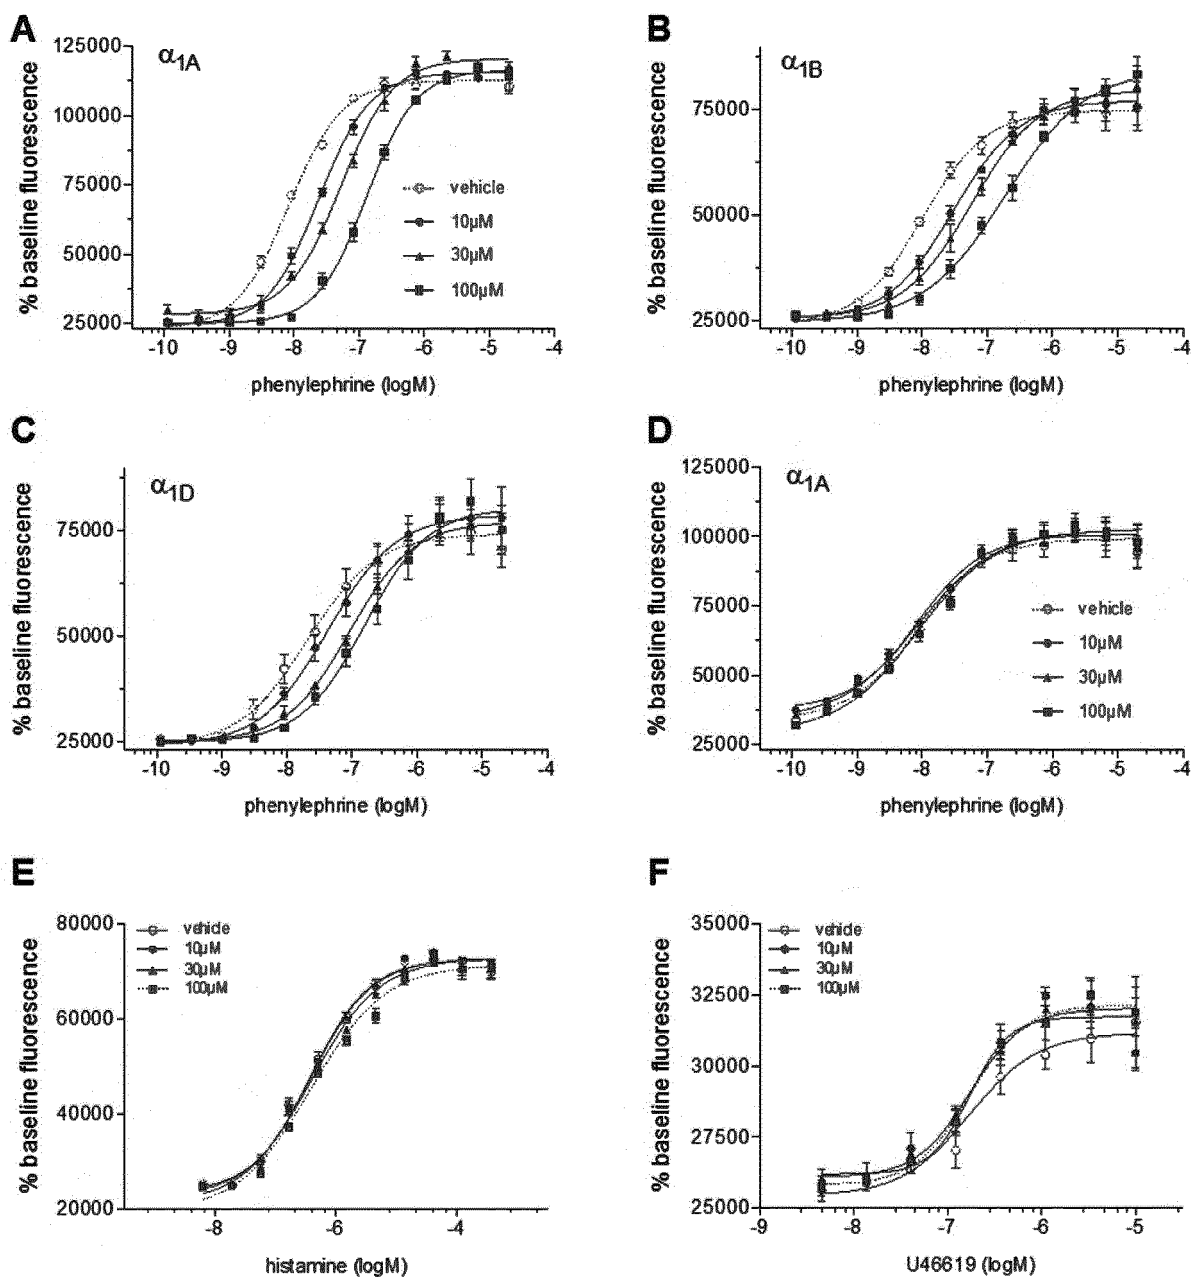 A
α1A
% baseline fluorescence
125000
100000
75000
50000
25000
vehicle
10µM
30µM
100µM
-10 -9 -8 -7 -6 -5 -4
phenylephrine (logM)
B
α1B
% baseline fluorescence
75000
50000
25000
-10 -9 -8 -7 -6 -5 -4
phenylephrine (logM)
C
α1D
% baseline fluorescence
75000
50000
25000
-10 -9 -8 -7 -6 -5 -4
phenylephrine (logM)
D
α1A
% baseline fluorescence
125000
100000
75000
50000
25000
vehicle
10µM
30µM
100µM
-10 -9 -8 -7 -6 -5 -4
phenylephrine (logM)
E
% baseline fluorescence
80000
60000
40000
20000
vehicle
10µM
30µM
100µM
-8 -6 -4
histamine (logM)
F
% baseline fluorescence
35000
32500
30000
27500
25000
vehicle
10µM
30µM
100µM
-9 -8 -7 -6 -5
U46619 (logM)